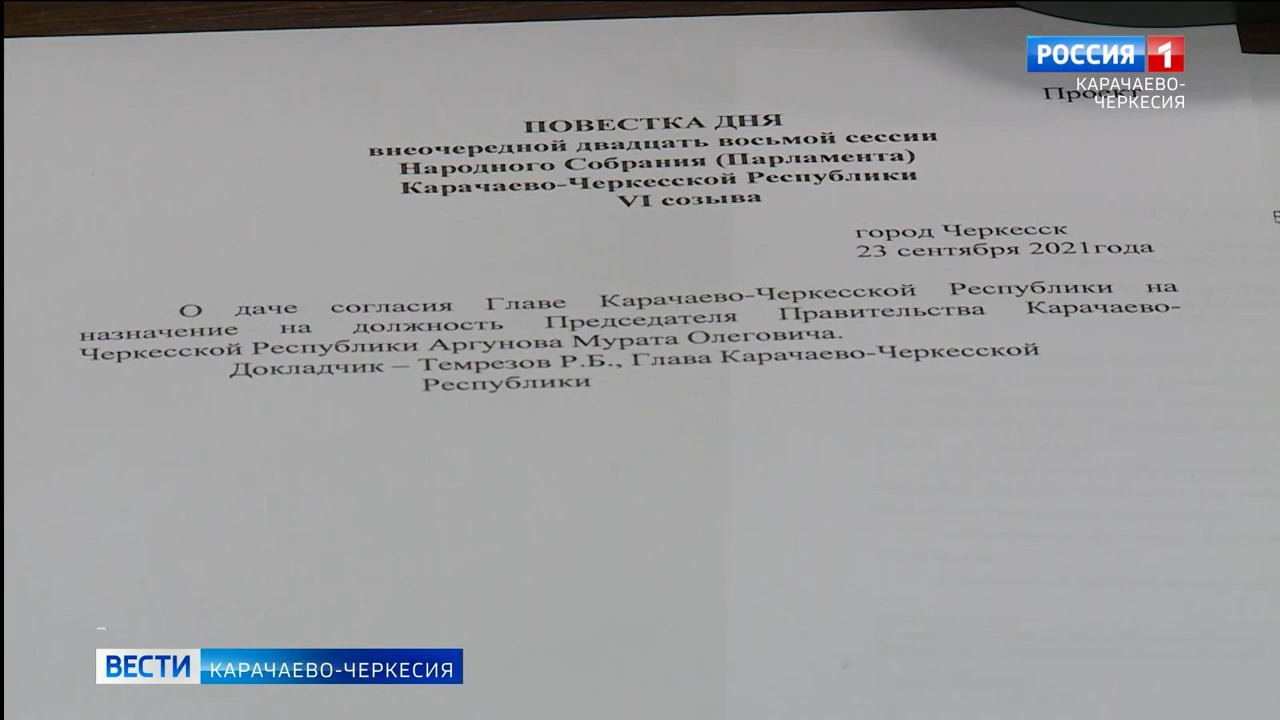 РОССИЯ 1
КАРАЧАЕВО-
ЧЕРКЕСИЯ
Проект
ПОВЕСТКА ДНЯ
внеочередной двадцать восьмой сессии
Народного Собрания (Парламента)
Карачаево-Черкесской Республики
VI созыва
город Черкесск
23 сентября 2021года
О даче согласия Главе Карачаево-Черкесской Республики на
назначение на должность Председателя Правительства Карачаево-
Черкесской Республики Аргунова Мурата Олеговича.
Докладчик – Темрезов Р.Б., Глава Карачаево-Черкесской
Республики
ВЕСТИ КАРАЧАЕВО-ЧЕРКЕСИЯ